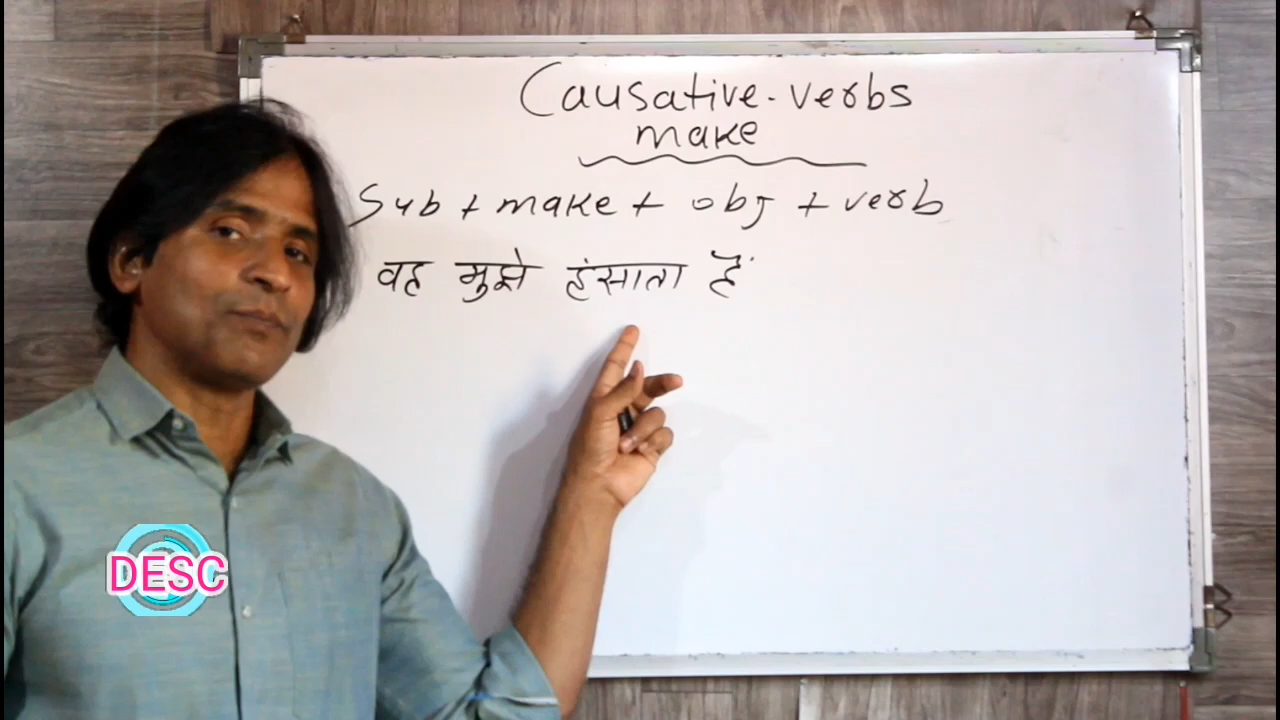 Causative-verbs
make
Sub + make + obj + verb
वह मुझे हंसाता हैं
DESC